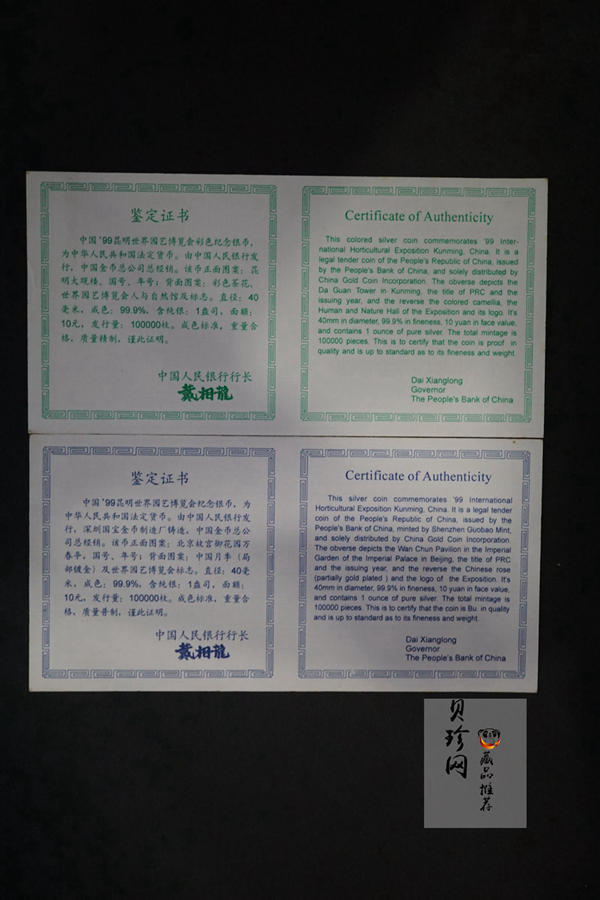 鉴定证书
中国’99昆明世界园艺博览会彩色纪念银币，
为中华人民共和国法定货币。由中国人民银行发
行，中国金币总公司总经销。该币正面图案：昆
明大观楼、国号、年号；背面图案：彩色茶花、
世界园艺博览会人与自然馆及标志。直径：40
毫米，成色：99.9%，含纯银：1盎司，面额：
10元，发行量：100000枚。成色标准，重量合
格，质量精制，谨此证明。
中国人民银行行长
戴相龍
Certificate of Authenticity
This colored silver coin commemorates '99 Inter-
national Horticultural Exposition Kunming, China. It is a
legal tender coin of the People's Republic of China, issued
by the People's Bank of China, and solely distributed by
China Gold Coin Incorporation. The obverse depicts the
Da Guan Tower in Kunming, the title of PRC and the
issuing year, and the reverse the colored camellia, the
Human and Nature Hall of the Exposition and its logo. It's
40mm in diameter, 99.9% in fineness, 10 yuan in face value,
and contains 1 ounce of pure silver. The total mintage is
100000 pieces. This is to certify that the coin is proof in
quality and is up to standard as to its fineness and weight.
Dai Xianglong
Governor
The People's Bank of China
鉴定证书
中国’99昆明世界园艺博览会纪念银币，为
中华人民共和国法定货币。由中国人民银行发
行，深圳国宝金币制造厂铸造，中国金币总公
司总经销。该币正面图案：北京故宫御花园万
春亭，国号、年号；背面图案：中国月季（局
部镀金）及世界园艺博览会标志。直径：40毫
米，成色：99.9%，含纯银：1盎司，面额：
10元，发行量：100000枚。成色标准，重量合
格，质量普制，谨此证明。
中国人民银行行长
戴相龍
Certificate of Authenticity
This silver coin commemorates '99 International
Horticultural Exposition Kunming, China. It is a legal tender
coin of the People's Republic of China, issued by the
People's Bank of China, minted by Shenzhen Guobao Mint,
and solely distributed by China Gold Coin Incorporation.
The obverse depicts the Wan Chun Pavilion in the Imperial
Garden of the Imperial Palace in Beijing, the title of PRC
and the issuing year, and the reverse the Chinese rose
(partially gold plated ) and the logo of the Exposition. It's
40mm in diameter, 99.9% in fineness, 10 yuan in face value,
and contains 1 ounce of pure silver. The total mintage is
100000 pieces. This is to certify that the coin is Bu. in quality
and is up to standard as to its fineness and weight.
Dai Xianglong
Governor
The People's Bank of China
贝珍网
藏品推荐